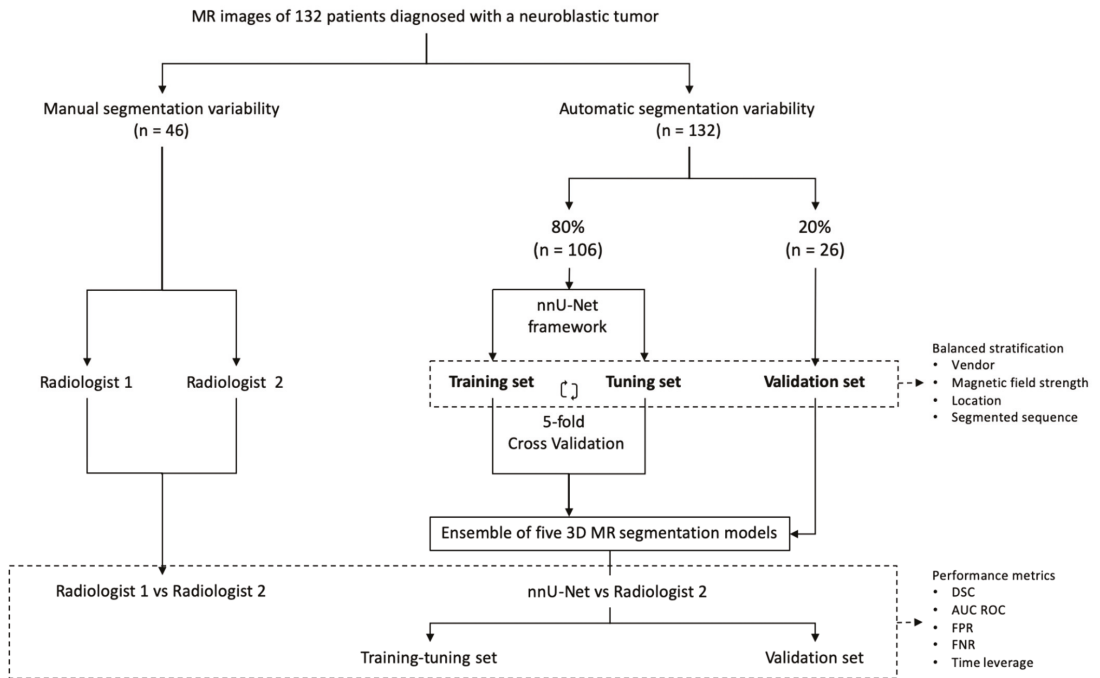 MR images of 132 patients diagnosed with a neuroblastic tumor
Manual segmentation variability
(n = 46)
Automatic segmentation variability
(n = 132)
80%
(n = 106)
20%
(n = 26)
nnU-Net
framework
Radiologist 1
Radiologist 2
Training set
Tuning set
Validation set
Balanced stratification
• Vendor
• Magnetic field strength
• Location
• Segmented sequence
5-fold
Cross Validation
Ensemble of five 3D MR segmentation models
Radiologist 1 vs Radiologist 2
nnU-Net vs Radiologist 2
Training-tuning set
Validation set
Performance metrics
• DSC
• AUC ROC
• FPR
• FNR
• Time leverage